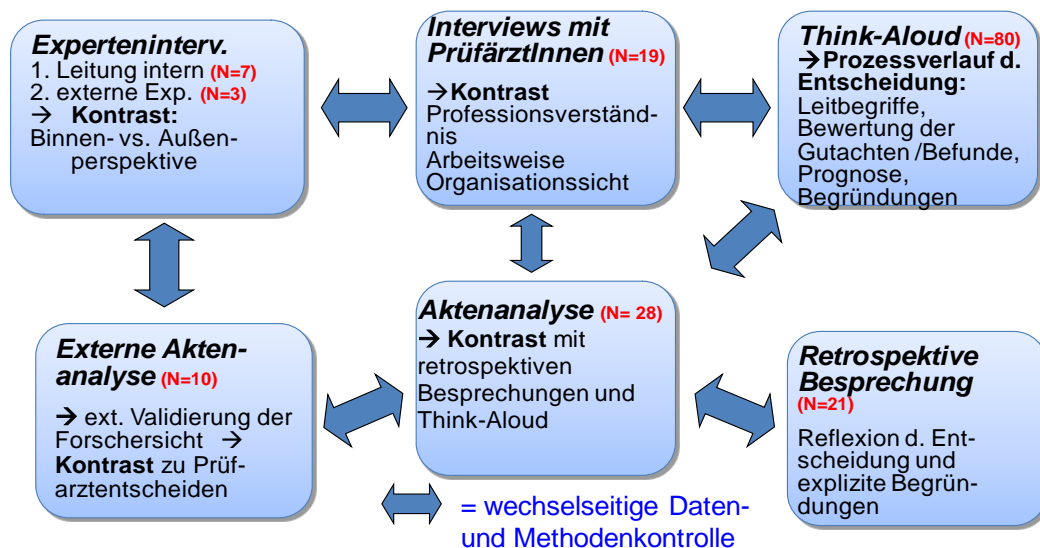 Experteninterv.
1. Leitung intern (N=7)
2. externe Exp. (N=3)
→ Kontrast:
Binnen- vs. Außen-
perspektive
Interviews mit
PrüfärztInnen
(N=19)
→Kontrast
Professionsverständ-
nis
Arbeitsweise
Organisationssicht
Think-Aloud (N=80)
→Prozessverlauf d.
Entscheidung:
Leitbegriffe,
Bewertung der
Gutachten /Befunde,
Prognose,
Begründungen
Externe Akten-
analyse (N=10)
→ ext. Validierung der
Forschersicht →
Kontrast zu Prüf-
arztentscheiden
Aktenanalyse (N= 28)
→ Kontrast mit
retrospektiven
Besprechungen und
Think-Aloud
Retrospektive
Besprechung
(N=21)
Reflexion d. Ent-
scheidung und
explizite Begrün-
dungen
= wechselseitige Daten-
und Methodenkontrolle